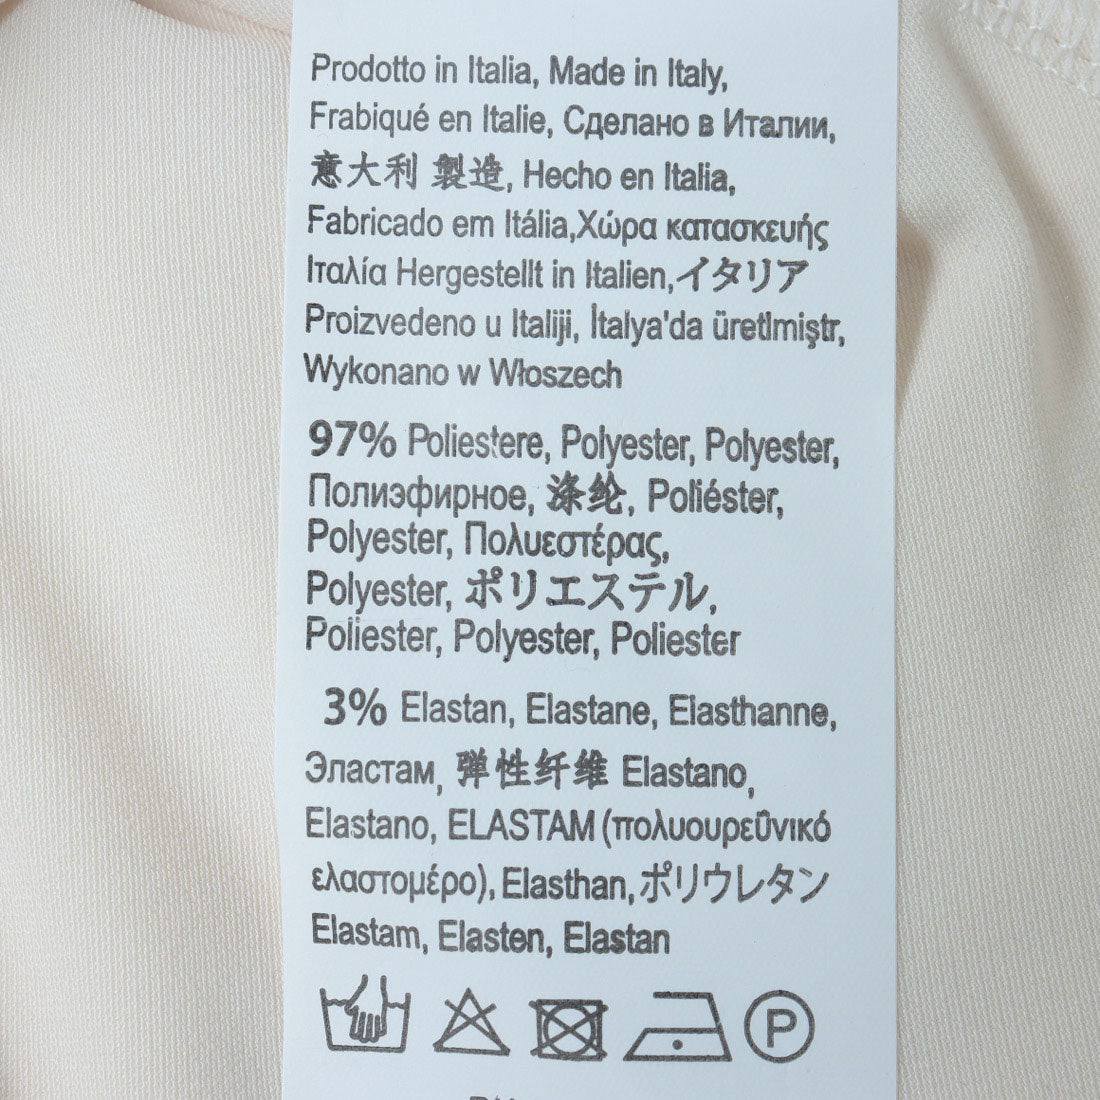 Prodotto in Italia, Made in Italy,
Frabiqué en Italie, Сделано в Италии,
意大利 製造, Hecho en Italia,
Fabricado em Itália,Χώρα κατασκευής
Ιταλία Hergestellt in Italien,イタリア
Proizvedeno u Italiji, İtalya'da üretlmiştr,
Wykonano w Włoszech
97% Poliestere, Polyester, Polyester,
Полиэфирное, 涤纶, Poliéster,
Polyester, Πολυεστέρας,
Polyester, ポリエステル,
Poliester, Polyester, Poliester
3% Elastan, Elastane, Elasthanne,
Эластам, 弹性纤维 Elastano,
Elastano, ELASTAM (πολυουρεΰνικό
ελαστομέρο), Elasthan,ポリウレタン
Elastam, Elasten, Elastan
P